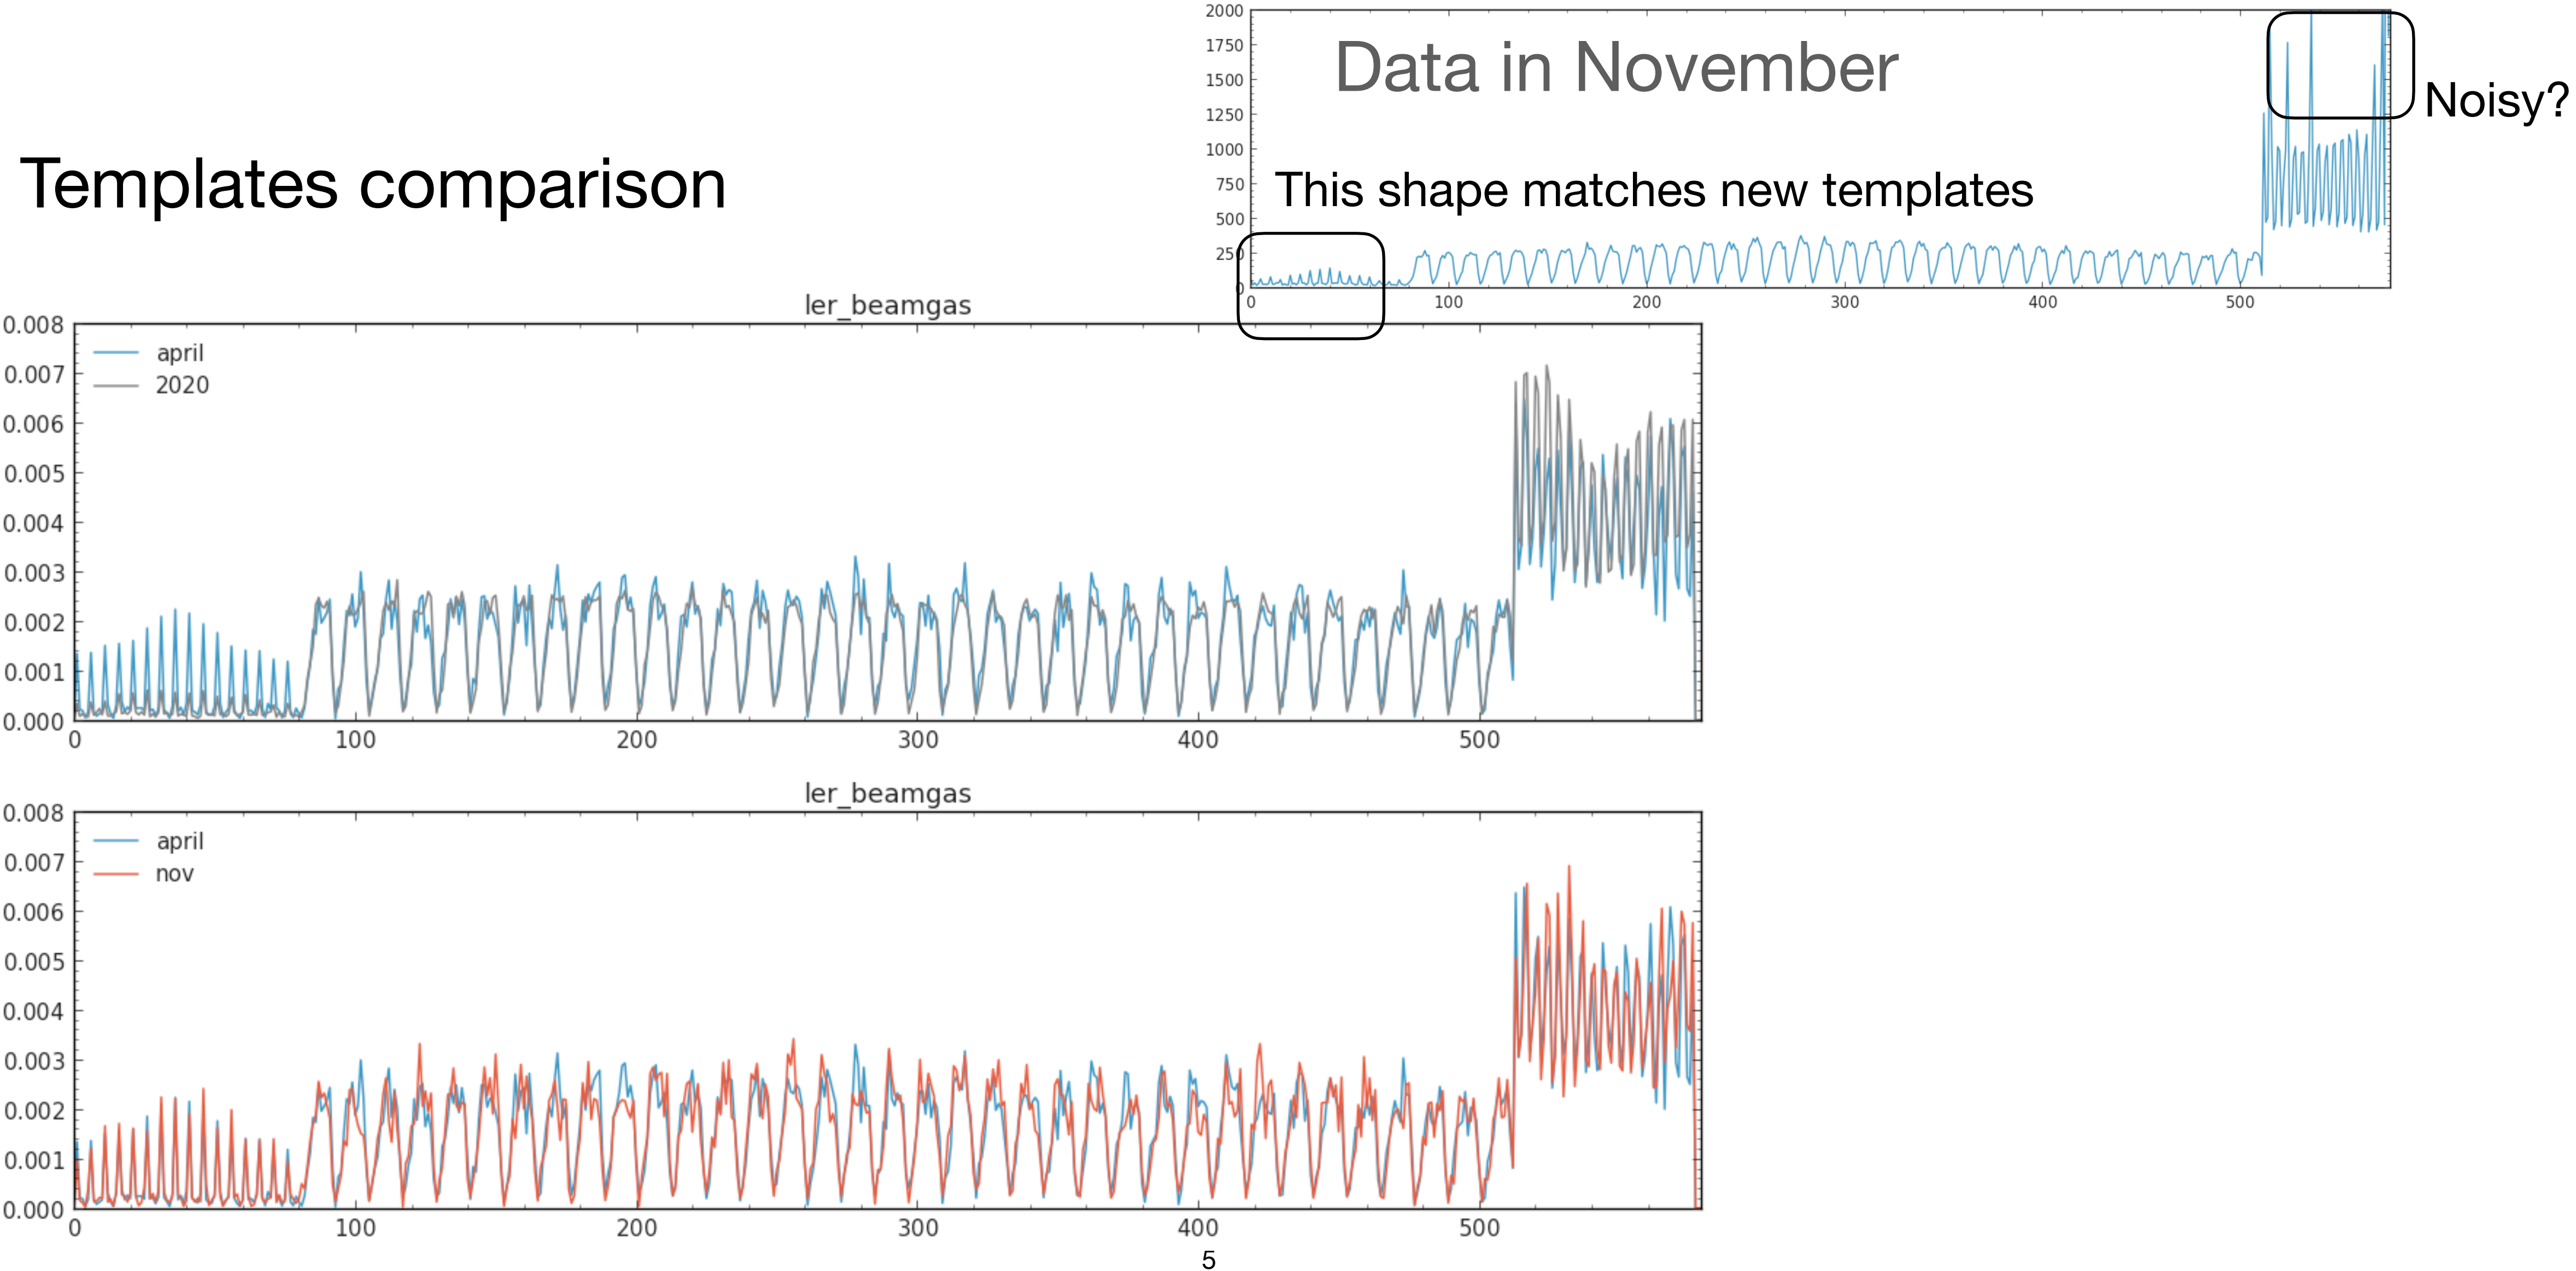 2000
1750
1500
1250
1000
750
500
250
0
0 100 200 300 400 500
Data in November
Noisy?
This shape matches new templates
Templates comparison
ler_beamgas
0.008
0.007
0.006
0.005
0.004
0.003
0.002
0.001
0.000
april
2020
0 100 200 300 400 500
ler_beamgas
0.008
0.007
0.006
0.005
0.004
0.003
0.002
0.001
0.000
april
nov
0 100 200 300 400 500
5